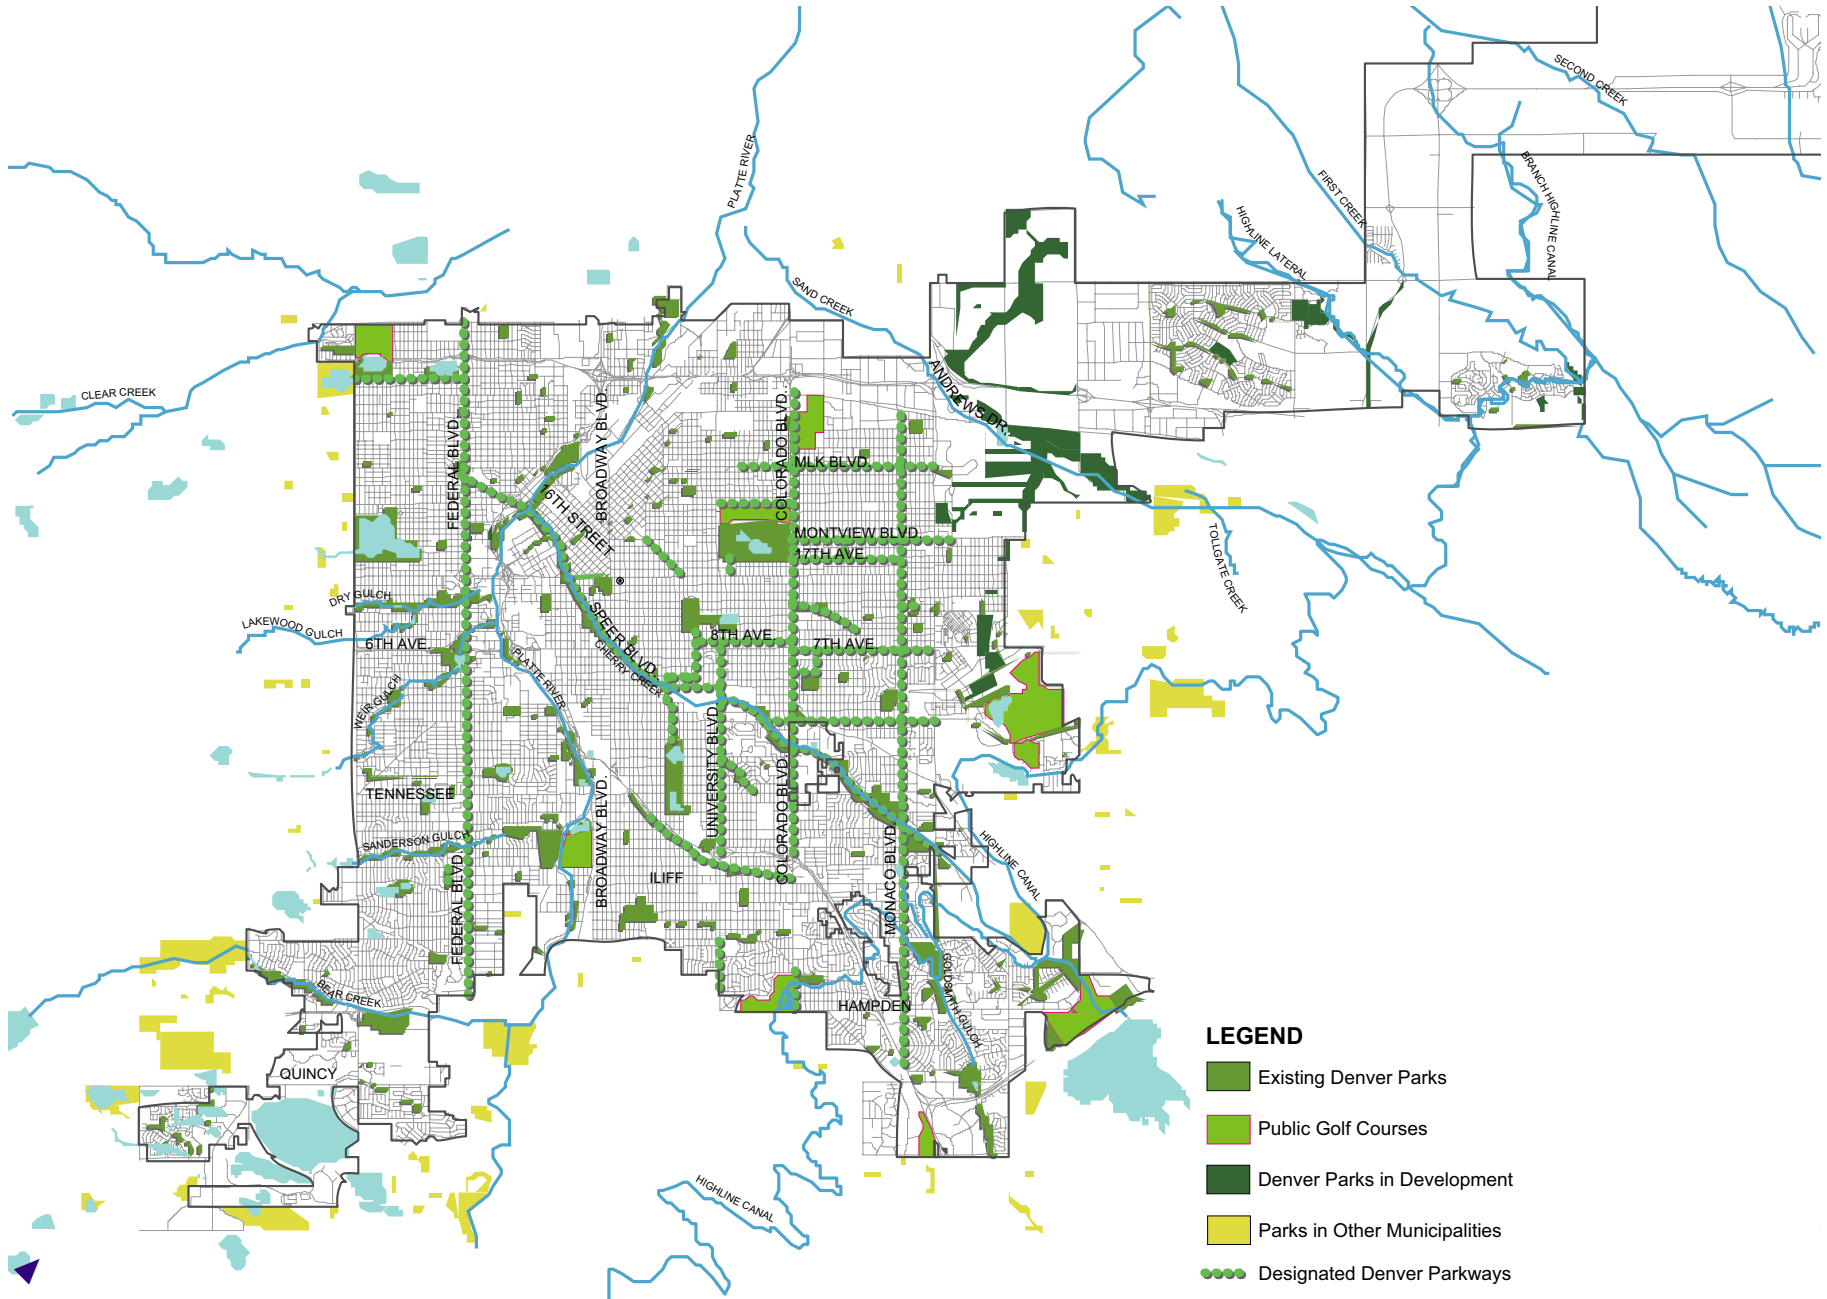 SECOND CREEK
PLATTE RIVER
FIRST CREEK
BRANCH HIGHLINE CANAL
HIGHLINE LATERAL
SAND CREEK
CLEAR CREEK
ANDREWS DR.
FEDERAL BLVD.
BROADWAY BLVD.
COLORADO BLVD.
MLK BLVD.
16TH STREET
MONTVIEW BLVD.
17TH AVE.
TOLLGATE CREEK
DRY GULCH
LAKEWOOD GULCH
6TH AVE.
SPEER BLVD.
CHERRY CREEK
8TH AVE.
7TH AVE.
PLATTE RIVER
WEIR GULCH
UNIVERSITY BLVD.
COLORADO BLVD.
TENNESSEE
BROADWAY BLVD.
SANDERSON GULCH
MONACO BLVD.
HIGHLINE CANAL
FEDERAL BLVD.
ILIFF
GOLDSMITH GULCH
BEAR CREEK
HAMPDEN
QUINCY
HIGHLINE CANAL
LEGEND
Existing Denver Parks
Public Golf Courses
Denver Parks in Development
Parks in Other Municipalities
Designated Denver Parkways